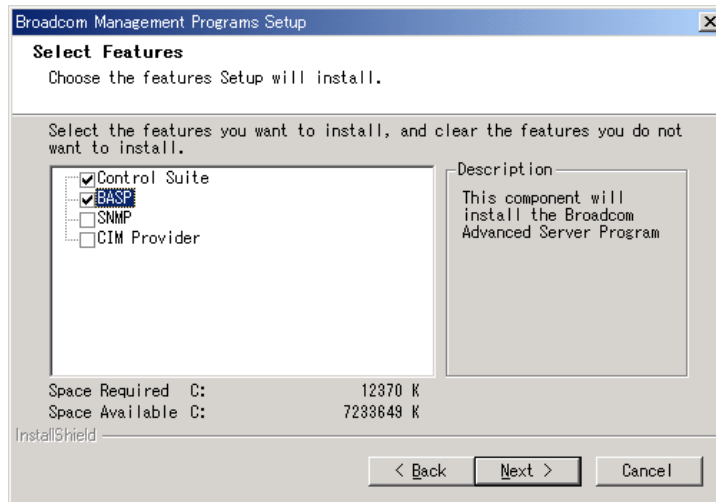 Broadcom Management Programs Setup
Select Features
Choose the features Setup will install.
Select the features you want to install, and clear the features you do not
want to install.
Control Suite
BASP
SNMP
CIM Provider
Description
This component will
install the Broadcom
Advanced Server Program
Space Required C: 12370 K
Space Available C: 7233649 K
InstallShield
< Back
Next >
Cancel